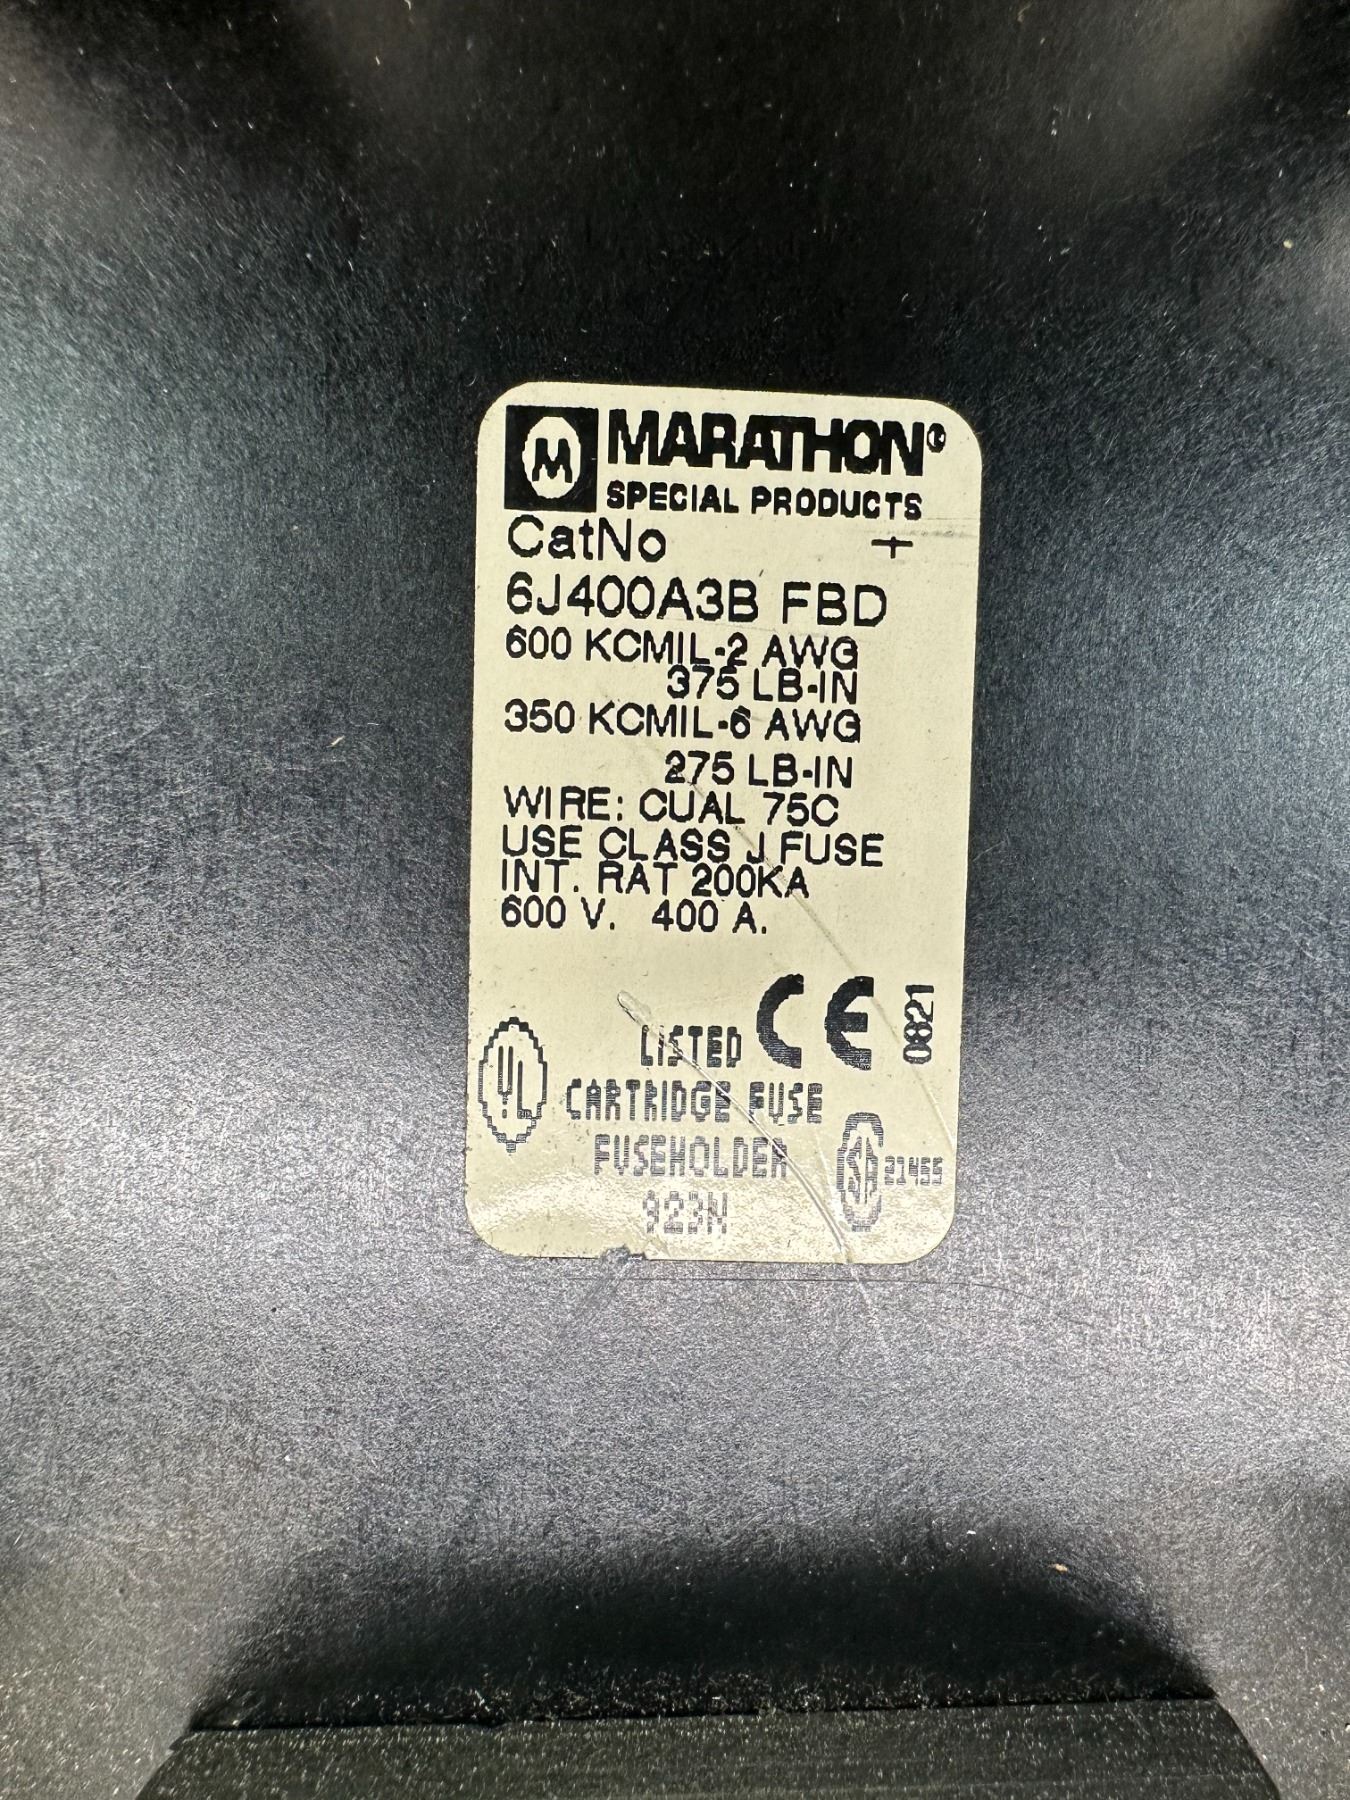 M MARATHON®
SPECIAL PRODUCTS
CatNo +
6J400A3B FBD
600 KCMIL-2 AWG
375 LB-IN
350 KCMIL-6 AWG
275 LB-IN
WIRE: CUAL 75C
USE CLASS J FUSE
INT. RAT 200KA
600 V. 400 A.
CE 0821
UL LISTED
CARTRIDGE FUSE
FUSEHOLDER
923N
21455